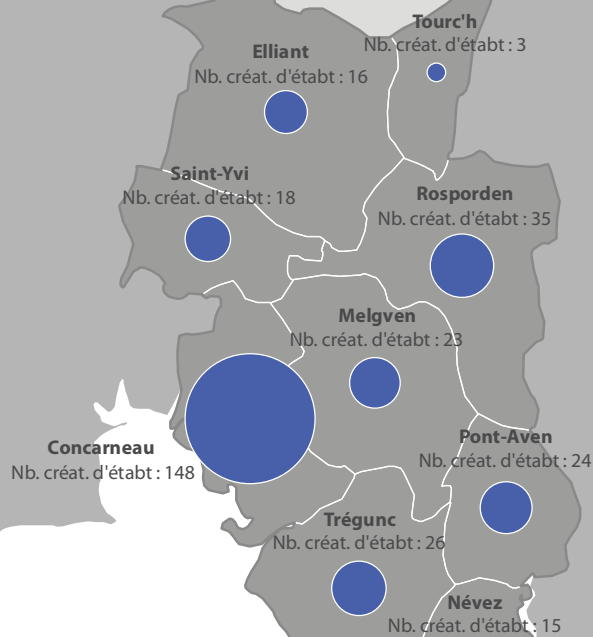 Tourc'h
Nb. créat. d'étabt : 3
Elliant
Nb. créat. d'étabt : 16
Saint-Yvi
Nb. créat. d'étabt : 18
Rosporden
Nb. créat. d'étabt : 35
Melgven
Nb. créat. d'étabt : 23
Concarneau
Nb. créat. d'étabt : 148
Pont-Aven
Nb. créat. d'étabt : 24
Trégunc
Nb. créat. d'étabt : 26
Névez
Nb. créat. d'étabt : 15